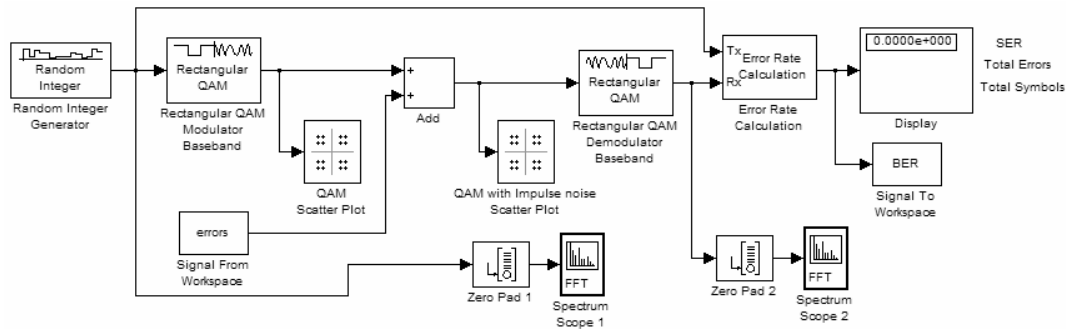 Random
Integer
Random Integer
Generator
Rectangular
QAM
Rectangular QAM
Modulator
Baseband
QAM
Scatter Plot
errors
Signal From
Workspace
+
+
Add
QAM with Impulse noise
Scatter Plot
Rectangular
QAM
Rectangular QAM
Demodulator
Baseband
Tx
Rx
Error Rate
Calculation
Error Rate
Calculation
0.0000e+000
Display
SER
Total Errors
Total Symbols
BER
Signal To
Workspace
Zero Pad 1
FFT
Spectrum
Scope 1
Zero Pad 2
FFT
Spectrum
Scope 2